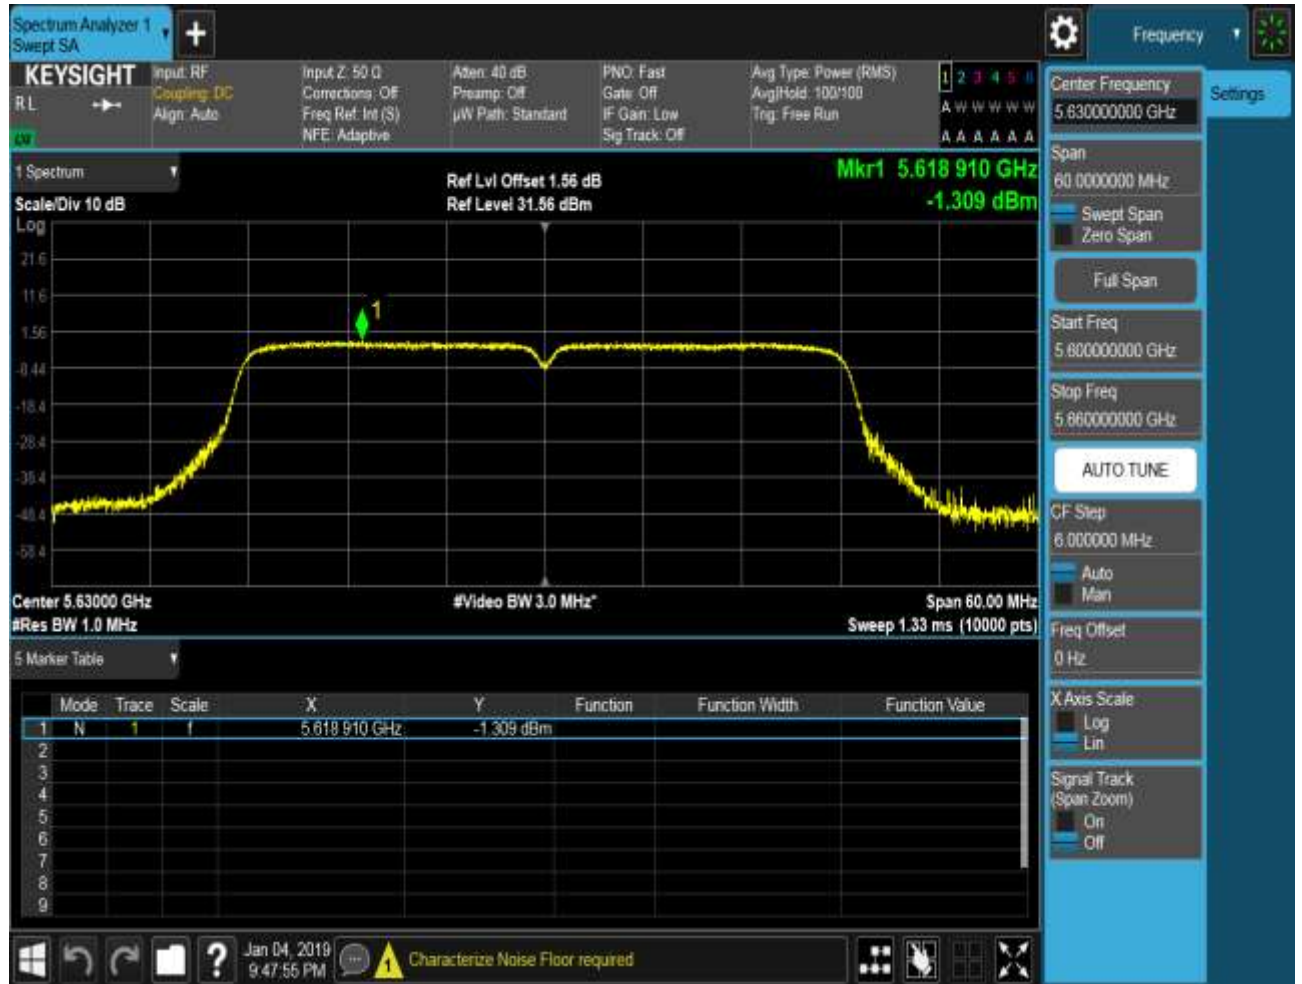 Spectrum Analyzer 1
Swept SA
+
Frequency
KEYSIGHT
R L
Input: RF
Coupling: DC
Align: Auto
Input Z: 50 Ω
Corrections: Off
Freq Ref: Int (S)
NFE: Adaptive
Atten: 40 dB
Preamp: Off
µW Path: Standard
PNO: Fast
Gate: Off
IF Gain: Low
Sig Track: Off
Avg Type: Power (RMS)
Avg|Hold: 100/100
Trig: Free Run
1 2 3 4 5 6
A W W W W W
A A A A A A
1 Spectrum
Scale/Div 10 dB
Log
Ref Lvl Offset 1.56 dB
Ref Level 31.56 dBm
Mkr1 5.618 910 GHz
-1.309 dBm
21.6
11.6
1.56
-8.44
-18.4
-28.4
-38.4
-48.4
-58.4
1
Center 5.63000 GHz
#Res BW 1.0 MHz
#Video BW 3.0 MHz*
Span 60.00 MHz
Sweep 1.33 ms (10000 pts)
5 Marker Table
Mode Trace Scale X Y Function Function Width Function Value
1 N 1 f 5.618 910 GHz -1.309 dBm
2
3
4
5
6
7
8
9
Center Frequency
5.630000000 GHz
Settings
Span
60.0000000 MHz
Swept Span
Zero Span
Full Span
Start Freq
5.600000000 GHz
Stop Freq
5.660000000 GHz
AUTO TUNE
CF Step
6.000000 MHz
Auto
Man
Freq Offset
0 Hz
X Axis Scale
Log
Lin
Signal Track
(Span Zoom)
On
Off
?
Jan 04, 2019
9:47:55 PM
Characterize Noise Floor required